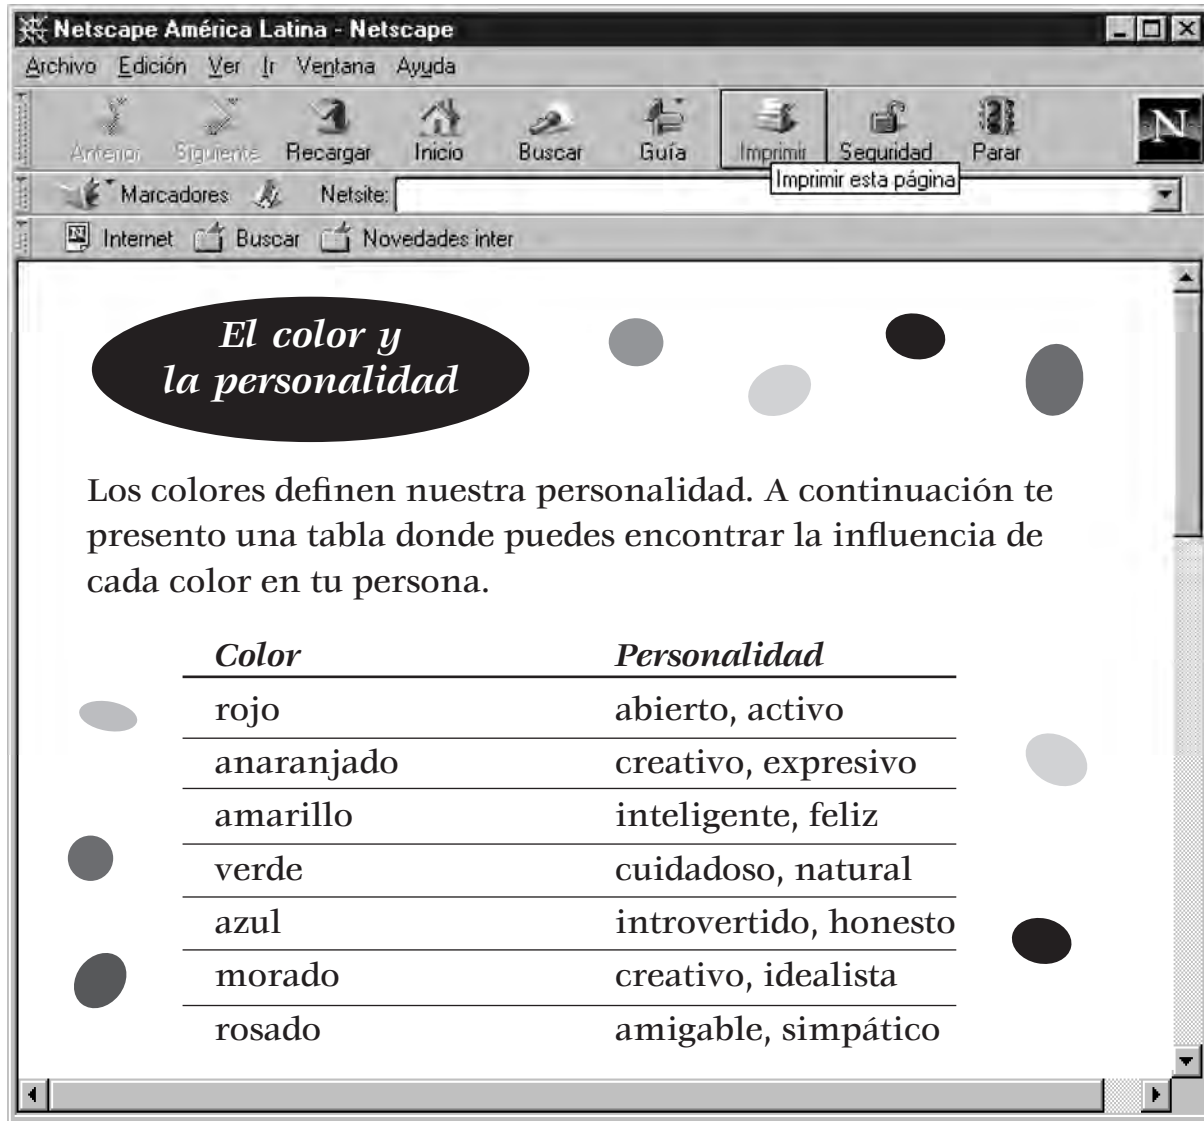 Netscape América Latina - Netscape
Archivo Edición Ver Ir Ventana Ayuda
Anterior Siguiente Recargar Inicio Buscar Guía Imprimir Seguridad Parar
N
Imprimir esta página
Marcadores Netsite:
Internet Buscar Novedades inter
El color y
la personalidad
Los colores definen nuestra personalidad. A continuación te
presento una tabla donde puedes encontrar la influencia de
cada color en tu persona.
Color Personalidad
rojo abierto, activo
anaranjado creativo, expresivo
amarillo inteligente, feliz
verde cuidadoso, natural
azul introvertido, honesto
morado creativo, idealista
rosado amigable, simpático